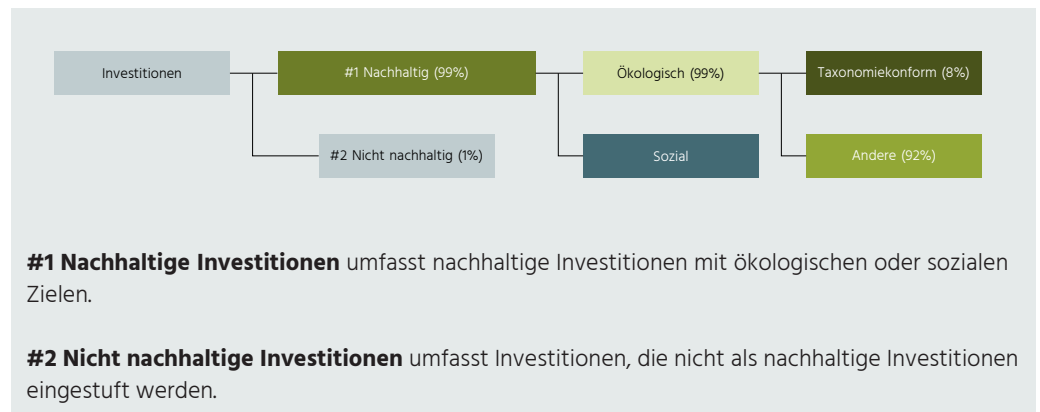 Investitionen
#1 Nachhaltig (99%)
Ökologisch (99%)
Taxonomiekonform (8%)
#2 Nicht nachhaltig (1%)
Sozial
Andere (92%)
#1 Nachhaltige Investitionen umfasst nachhaltige Investitionen mit ökologischen oder sozialen
Zielen.
#2 Nicht nachhaltige Investitionen umfasst Investitionen, die nicht als nachhaltige Investitionen
eingestuft werden.